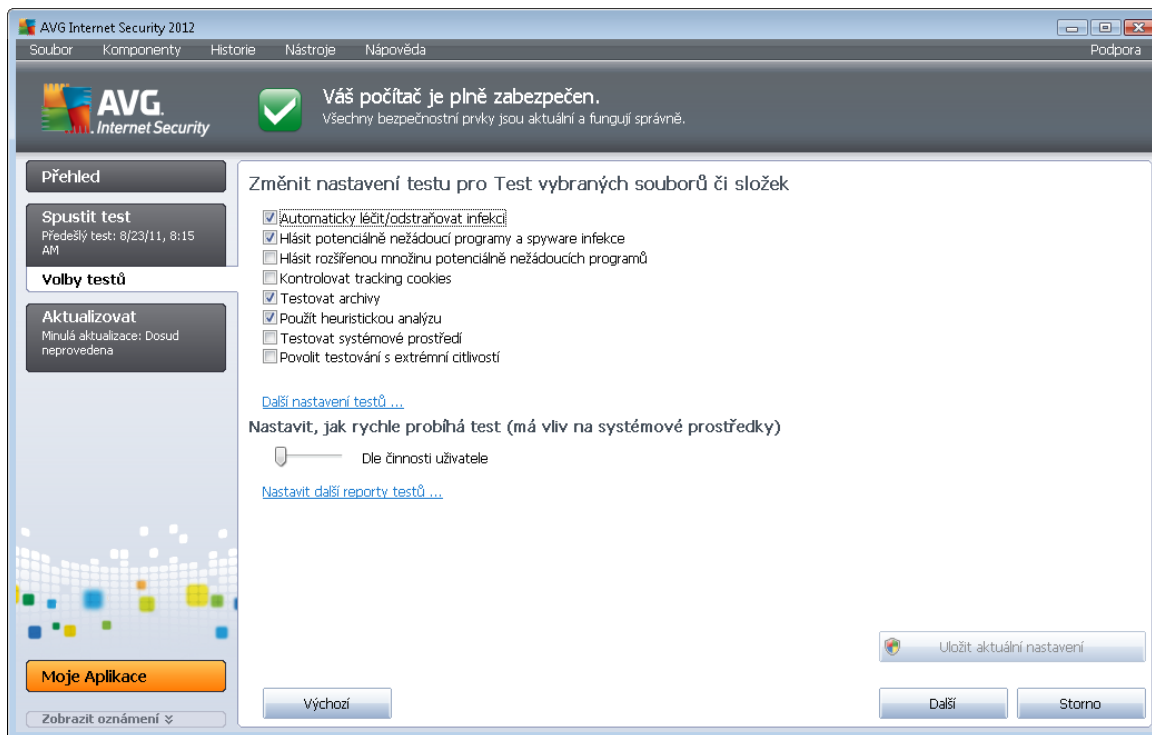 AVG Internet Security 2012
Soubor Komponenty Historie Nástroje Nápověda Podpora
AVG.
Internet Security
Váš počítač je plně zabezpečen.
Všechny bezpečnostní prvky jsou aktuální a fungují správně.
Přehled
Spustit test
Předešlý test: 8/23/11, 8:15
AM
Volby testů
Aktualizovat
Minulá aktualizace: Dosud
neprovedena
Moje Aplikace
Zobrazit oznámení
Změnit nastavení testu pro Test vybraných souborů či složek
Automaticky léčit/odstraňovat infekci
Hlásit potenciálně nežádoucí programy a spyware infekce
Hlásit rozšířenou množinu potenciálně nežádoucích programů
Kontrolovat tracking cookies
Testovat archivy
Použít heuristickou analýzu
Testovat systémové prostředí
Povolit testování s extrémní citlivostí
Další nastavení testů ...
Nastavit, jak rychle probíhá test (má vliv na systémové prostředky)
Dle činnosti uživatele
Nastavit další reporty testů ...
Uložit aktuální nastavení
Výchozí
Další
Storno